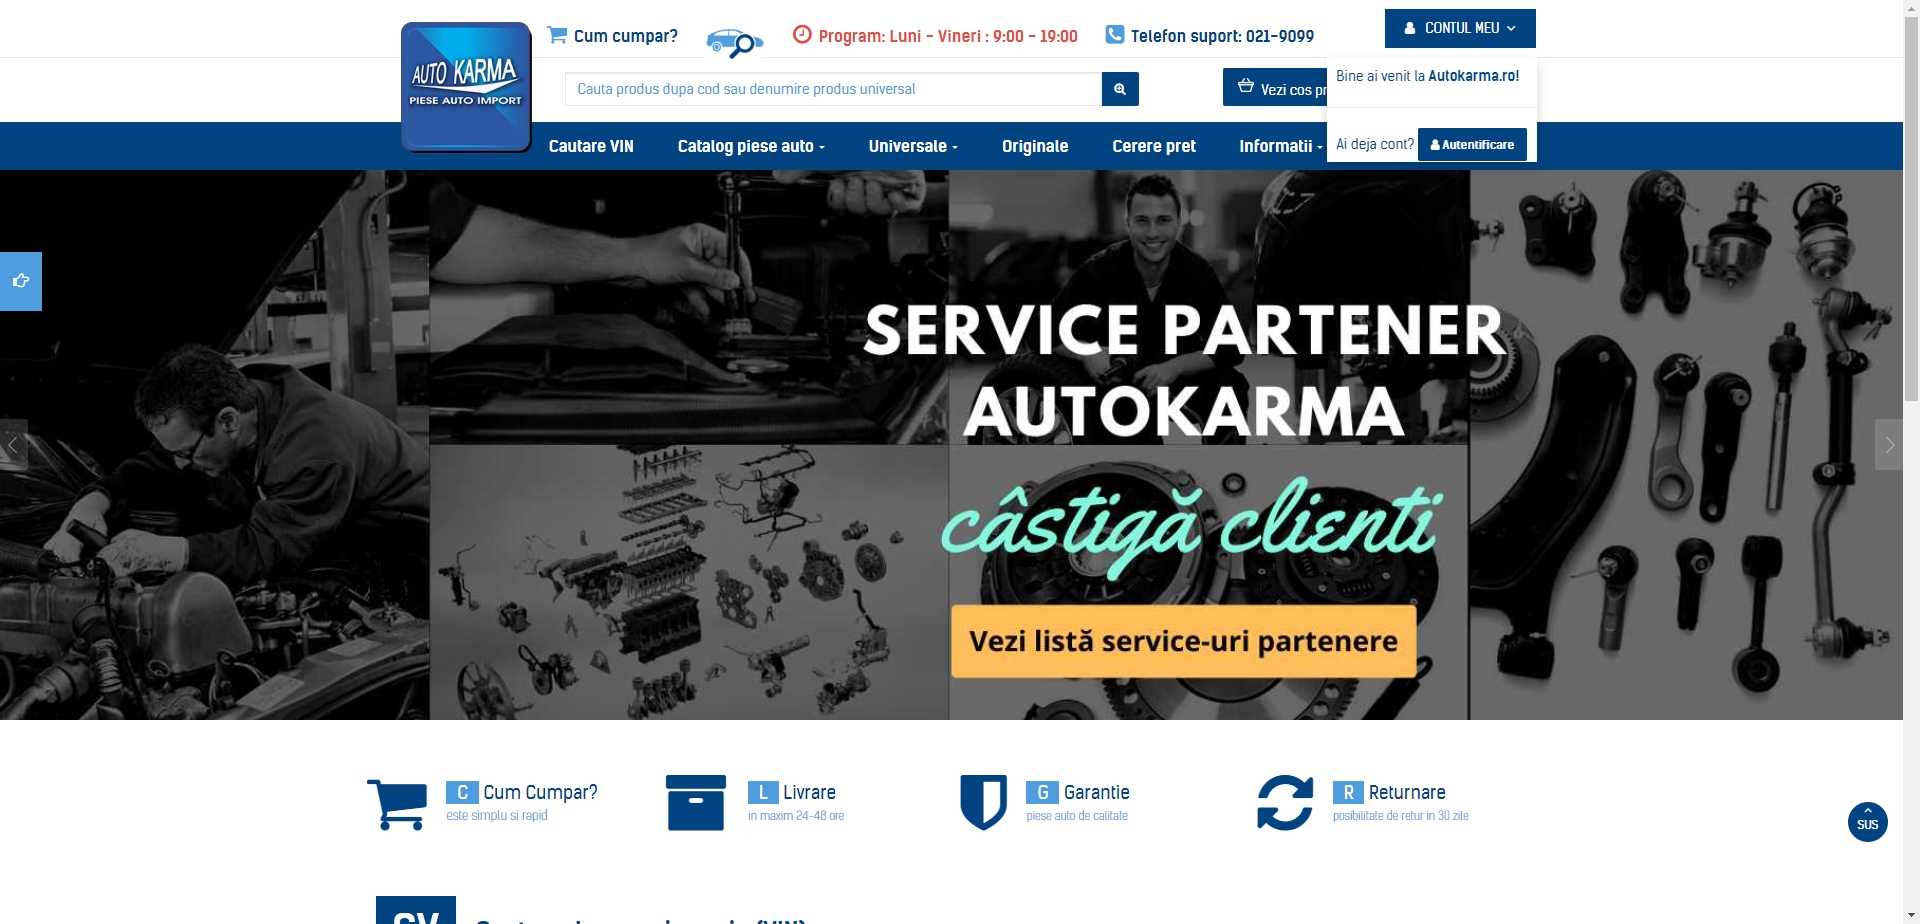 AUTO KARMA
PIESE AUTO IMPORT
Cum cumpar?
Program: Luni - Vineri : 9:00 - 19:00
Telefon suport: 021-9099
CONTUL MEU
Cauta produs dupa cod sau denumire produs universal
Vezi cos pr
Bine ai venit la Autokarma.ro!
Ai deja cont? Autentificare
Cautare VIN
Catalog piese auto
Universale
Originale
Cerere pret
Informatii
SERVICE PARTENER
AUTOKARMA
câstigă clienti
Vezi listă service-uri partenere
C Cum Cumpar?
este simplu si rapid
L Livrare
in maxim 24-48 ore
G Garantie
piese auto de calitate
R Returnare
posibilitate de retur in 30 zile
SUS